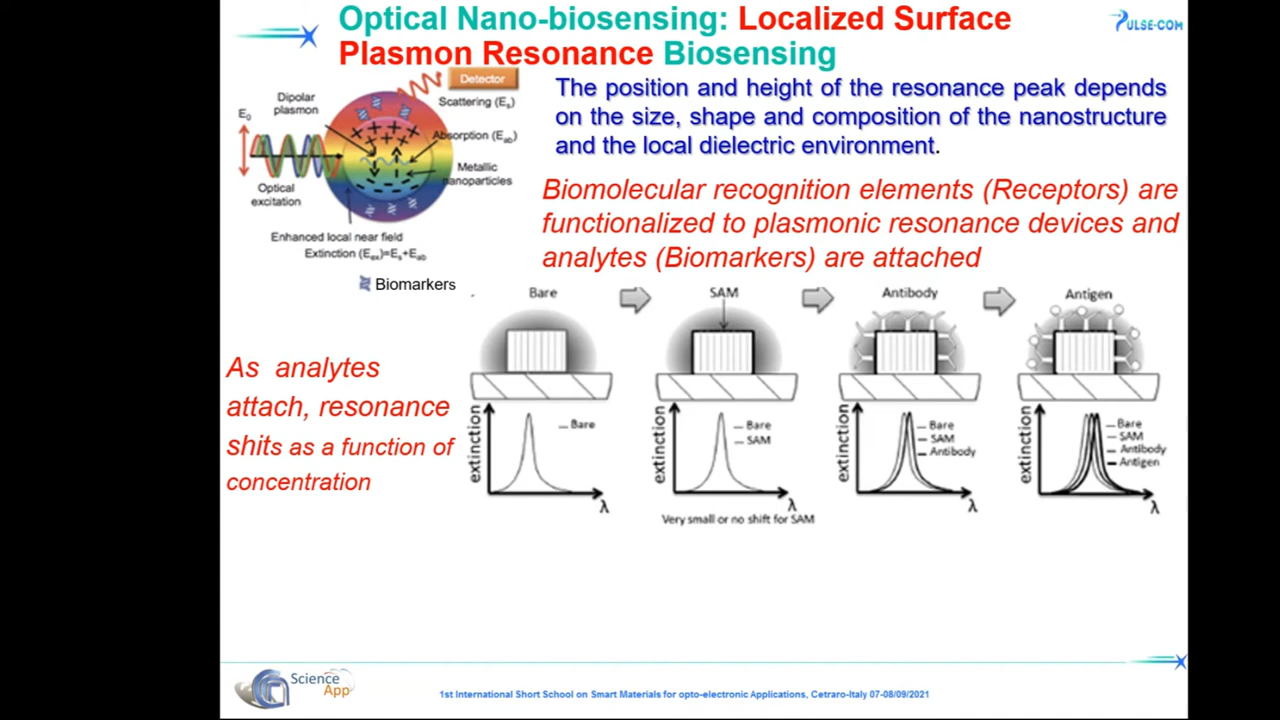 Optical Nano-biosensing: Localized Surface
Plasmon Resonance Biosensing
PULSE-COM
Detector
Dipolar
plasmon
Scattering (Es)
E0
Absorption (Eab)
Metallic
nanoparticles
Optical
excitation
Enhanced local near field
Extinction (Eex)=Es+Eab
Biomarkers
The position and height of the resonance peak depends
on the size, shape and composition of the nanostructure
and the local dielectric environment.
Biomolecular recognition elements (Receptors) are
functionalized to plasmonic resonance devices and
analytes (Biomarkers) are attached
As analytes
attach, resonance
shits as a function of
concentration
Bare
SAM
Antibody
Antigen
extinction
Bare
λ
extinction
Bare
SAM
λ
Very small or no shift for SAM
extinction
Bare
SAM
Antibody
λ
extinction
Bare
SAM
Antibody
Antigen
λ
Science
App
1st International Short School on Smart Materials for opto-electronic Applications, Cetraro-Italy 07-08/09/2021